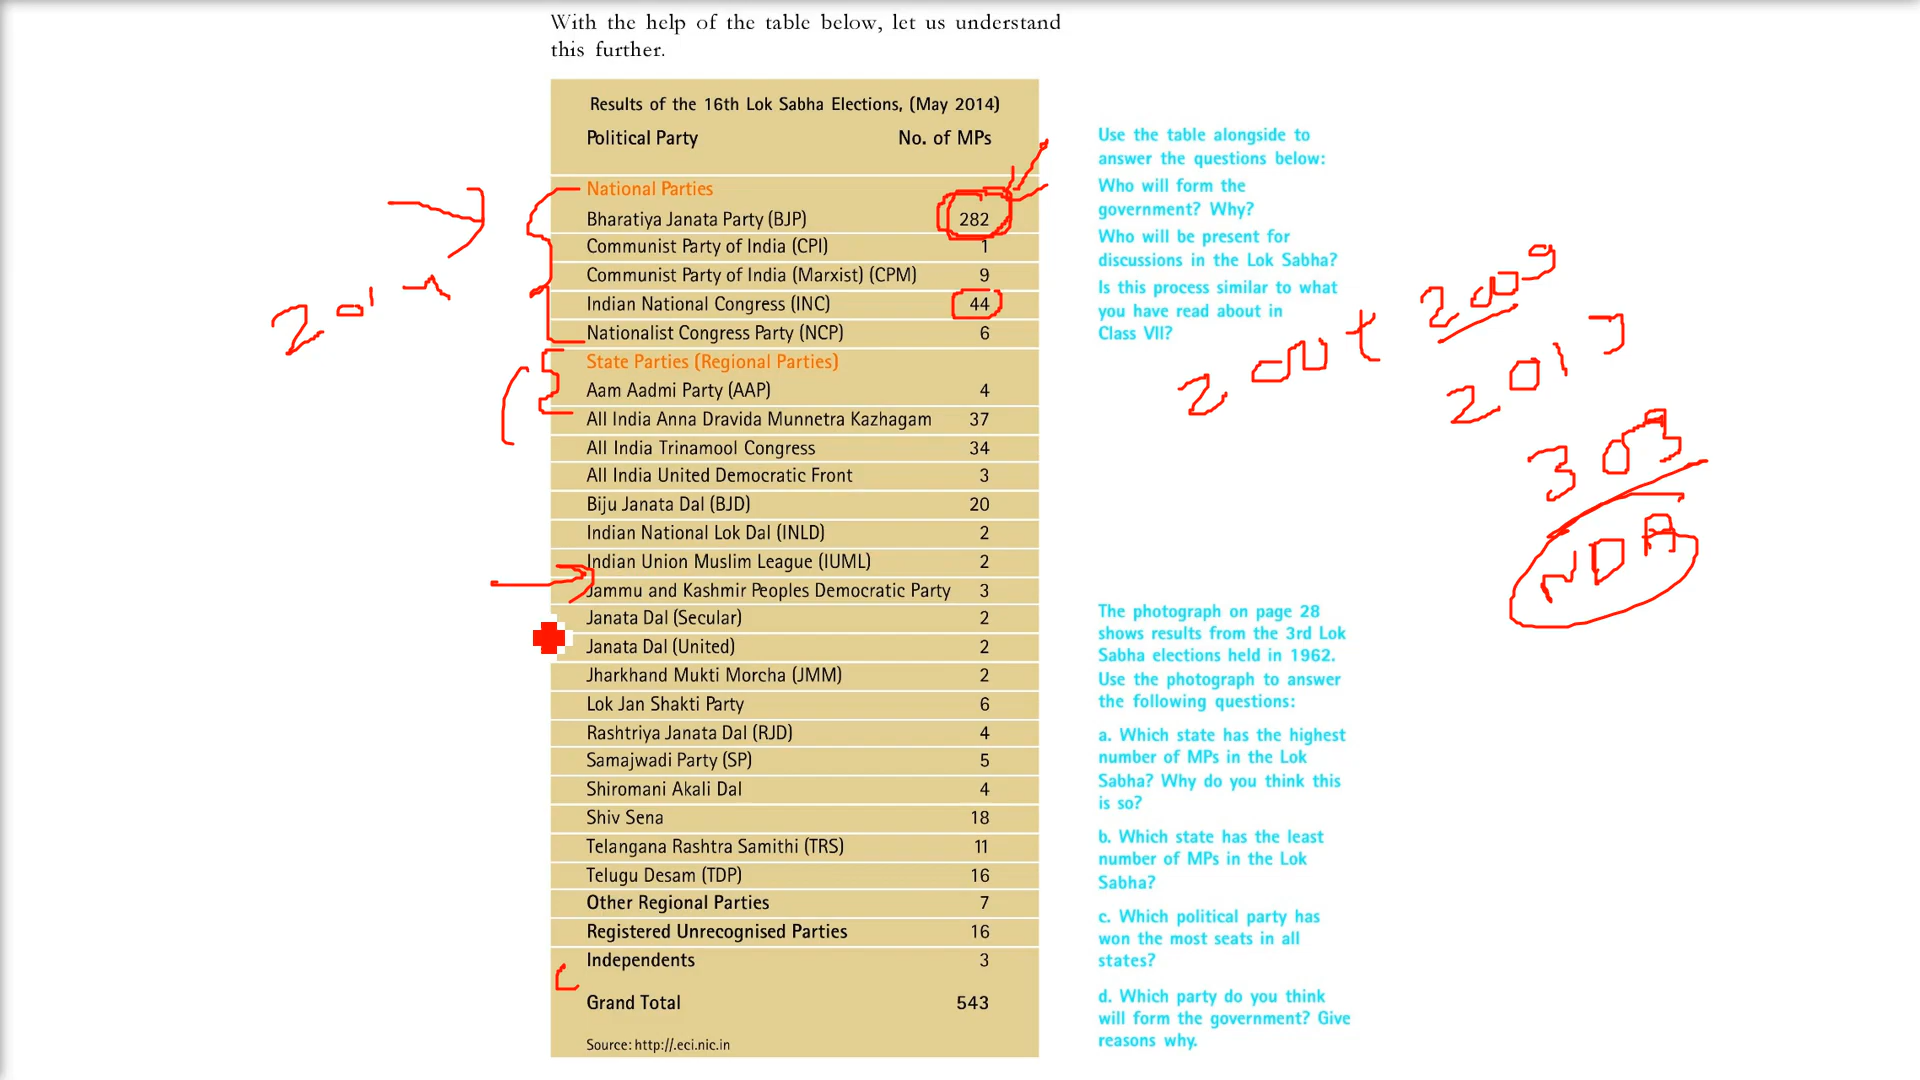 With the help of the table below, let us understand
this further.
Results of the 16th Lok Sabha Elections, (May 2014)
Political Party No. of MPs
National Parties
Bharatiya Janata Party (BJP) 282
Communist Party of India (CPI) 1
Communist Party of India (Marxist) (CPM) 9
Indian National Congress (INC) 44
Nationalist Congress Party (NCP) 6
State Parties (Regional Parties)
Aam Aadmi Party (AAP) 4
All India Anna Dravida Munnetra Kazhagam 37
All India Trinamool Congress 34
All India United Democratic Front 3
Biju Janata Dal (BJD) 20
Indian National Lok Dal (INLD) 2
Indian Union Muslim League (IUML) 2
Jammu and Kashmir Peoples Democratic Party 3
Janata Dal (Secular) 2
Janata Dal (United) 2
Jharkhand Mukti Morcha (JMM) 2
Lok Jan Shakti Party 6
Rashtriya Janata Dal (RJD) 4
Samajwadi Party (SP) 5
Shiromani Akali Dal 4
Shiv Sena 18
Telangana Rashtra Samithi (TRS) 11
Telugu Desam (TDP) 16
Other Regional Parties 7
Registered Unrecognised Parties 16
Independents 3
Grand Total 543
Source: http://.eci.nic.in
Use the table alongside to
answer the questions below:
Who will form the
government? Why?
Who will be present for
discussions in the Lok Sabha?
Is this process similar to what
you have read about in
Class VII?
2009
NDA
The photograph on page 28
shows results from the 3rd Lok
Sabha elections held in 1962.
Use the photograph to answer
the following questions:
a. Which state has the highest
number of MPs in the Lok
Sabha? Why do you think this
is so?
b. Which state has the least
number of MPs in the Lok
Sabha?
c. Which political party has
won the most seats in all
states?
d. Which party do you think
will form the government? Give
reasons why.